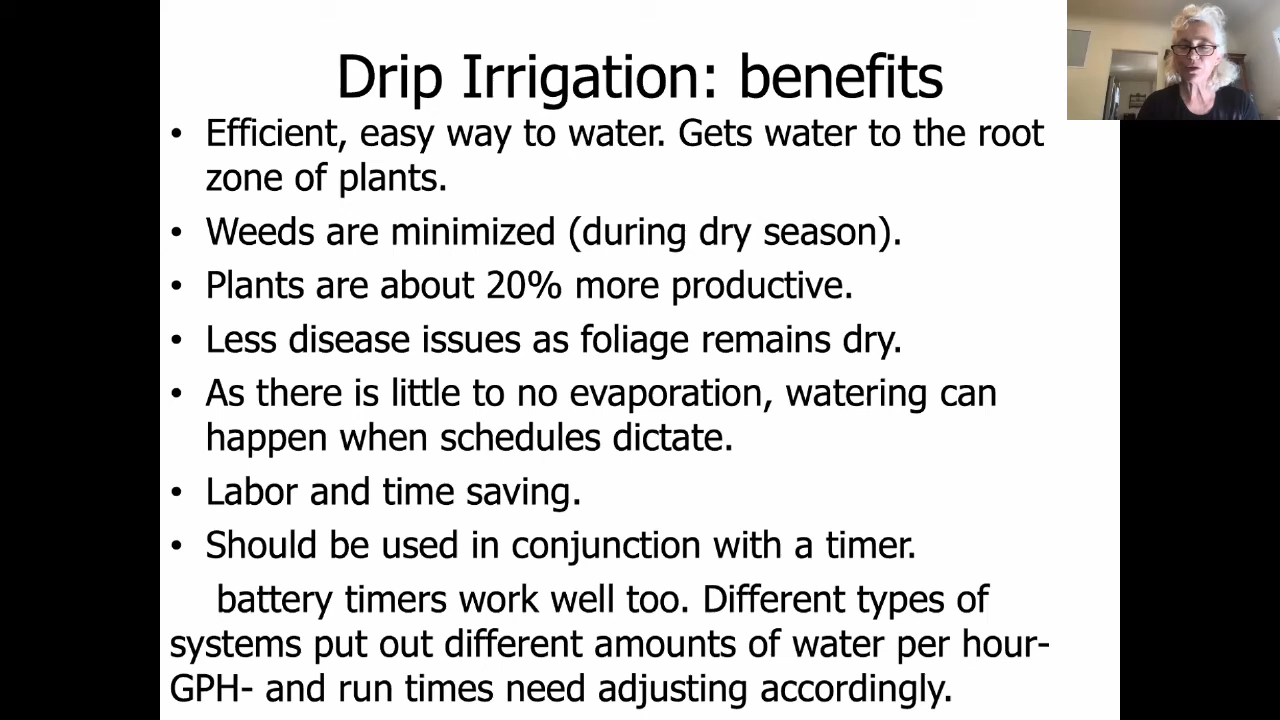 Drip Irrigation: benefits
• Efficient, easy way to water. Gets water to the root
zone of plants.
• Weeds are minimized (during dry season).
• Plants are about 20% more productive.
• Less disease issues as foliage remains dry.
• As there is little to no evaporation, watering can
happen when schedules dictate.
• Labor and time saving.
• Should be used in conjunction with a timer.
battery timers work well too. Different types of
systems put out different amounts of water per hour-
GPH- and run times need adjusting accordingly.